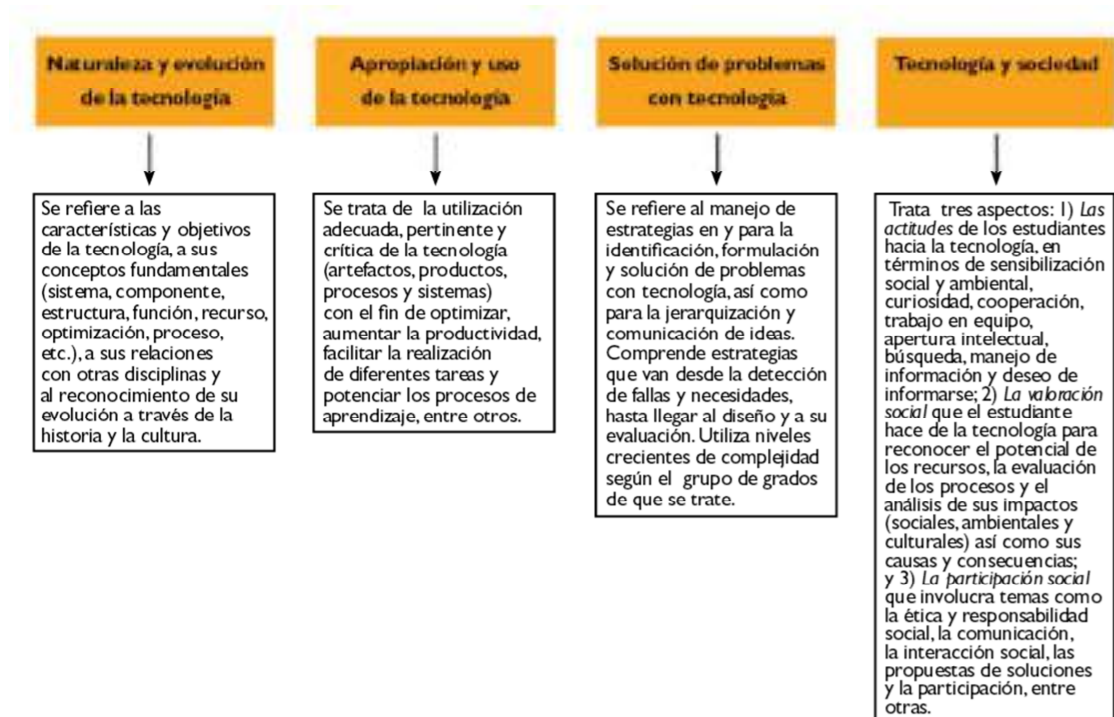 Naturaleza y evolución
de la tecnología
Se refiere a las
características y objetivos
de la tecnología, a sus
conceptos fundamentales
(sistema, componente,
estructura, función, recurso,
optimización, proceso,
etc.), a sus relaciones
con otras disciplinas y
al reconocimiento de su
evolución a través de la
historia y la cultura.
Apropiación y uso
de la tecnología
Se trata de la utilización
adecuada, pertinente y
crítica de la tecnología
(artefactos, productos,
procesos y sistemas)
con el fin de optimizar,
aumentar la productividad,
facilitar la realización
de diferentes tareas y
potenciar los procesos de
aprendizaje, entre otros.
Solución de problemas
con tecnología
Se refiere al manejo de
estrategias en y para la
identificación, formulación
y solución de problemas
con tecnología, así como
para la jerarquización y
comunicación de ideas.
Comprende estrategias
que van desde la detección
de fallas y necesidades,
hasta llegar al diseño y a su
evaluación. Utiliza niveles
crecientes de complejidad
según el grupo de grados
de que se trate.
Tecnología y sociedad
Trata tres aspectos: 1) Las
actitudes de los estudiantes
hacia la tecnología, en
términos de sensibilización
social y ambiental,
curiosidad, cooperación,
trabajo en equipo,
apertura intelectual,
búsqueda, manejo de
información y deseo de
informarse; 2) La valoración
social que el estudiante
hace de la tecnología para
reconocer el potencial de
los recursos, la evaluación
de los procesos y el
análisis de sus impactos
(sociales, ambientales y
culturales) así como sus
causas y consecuencias;
y 3) La participación social
que involucra temas como
la ética y responsabilidad
social, la comunicación,
la interacción social, las
propuestas de soluciones
y la participación, entre
otras.